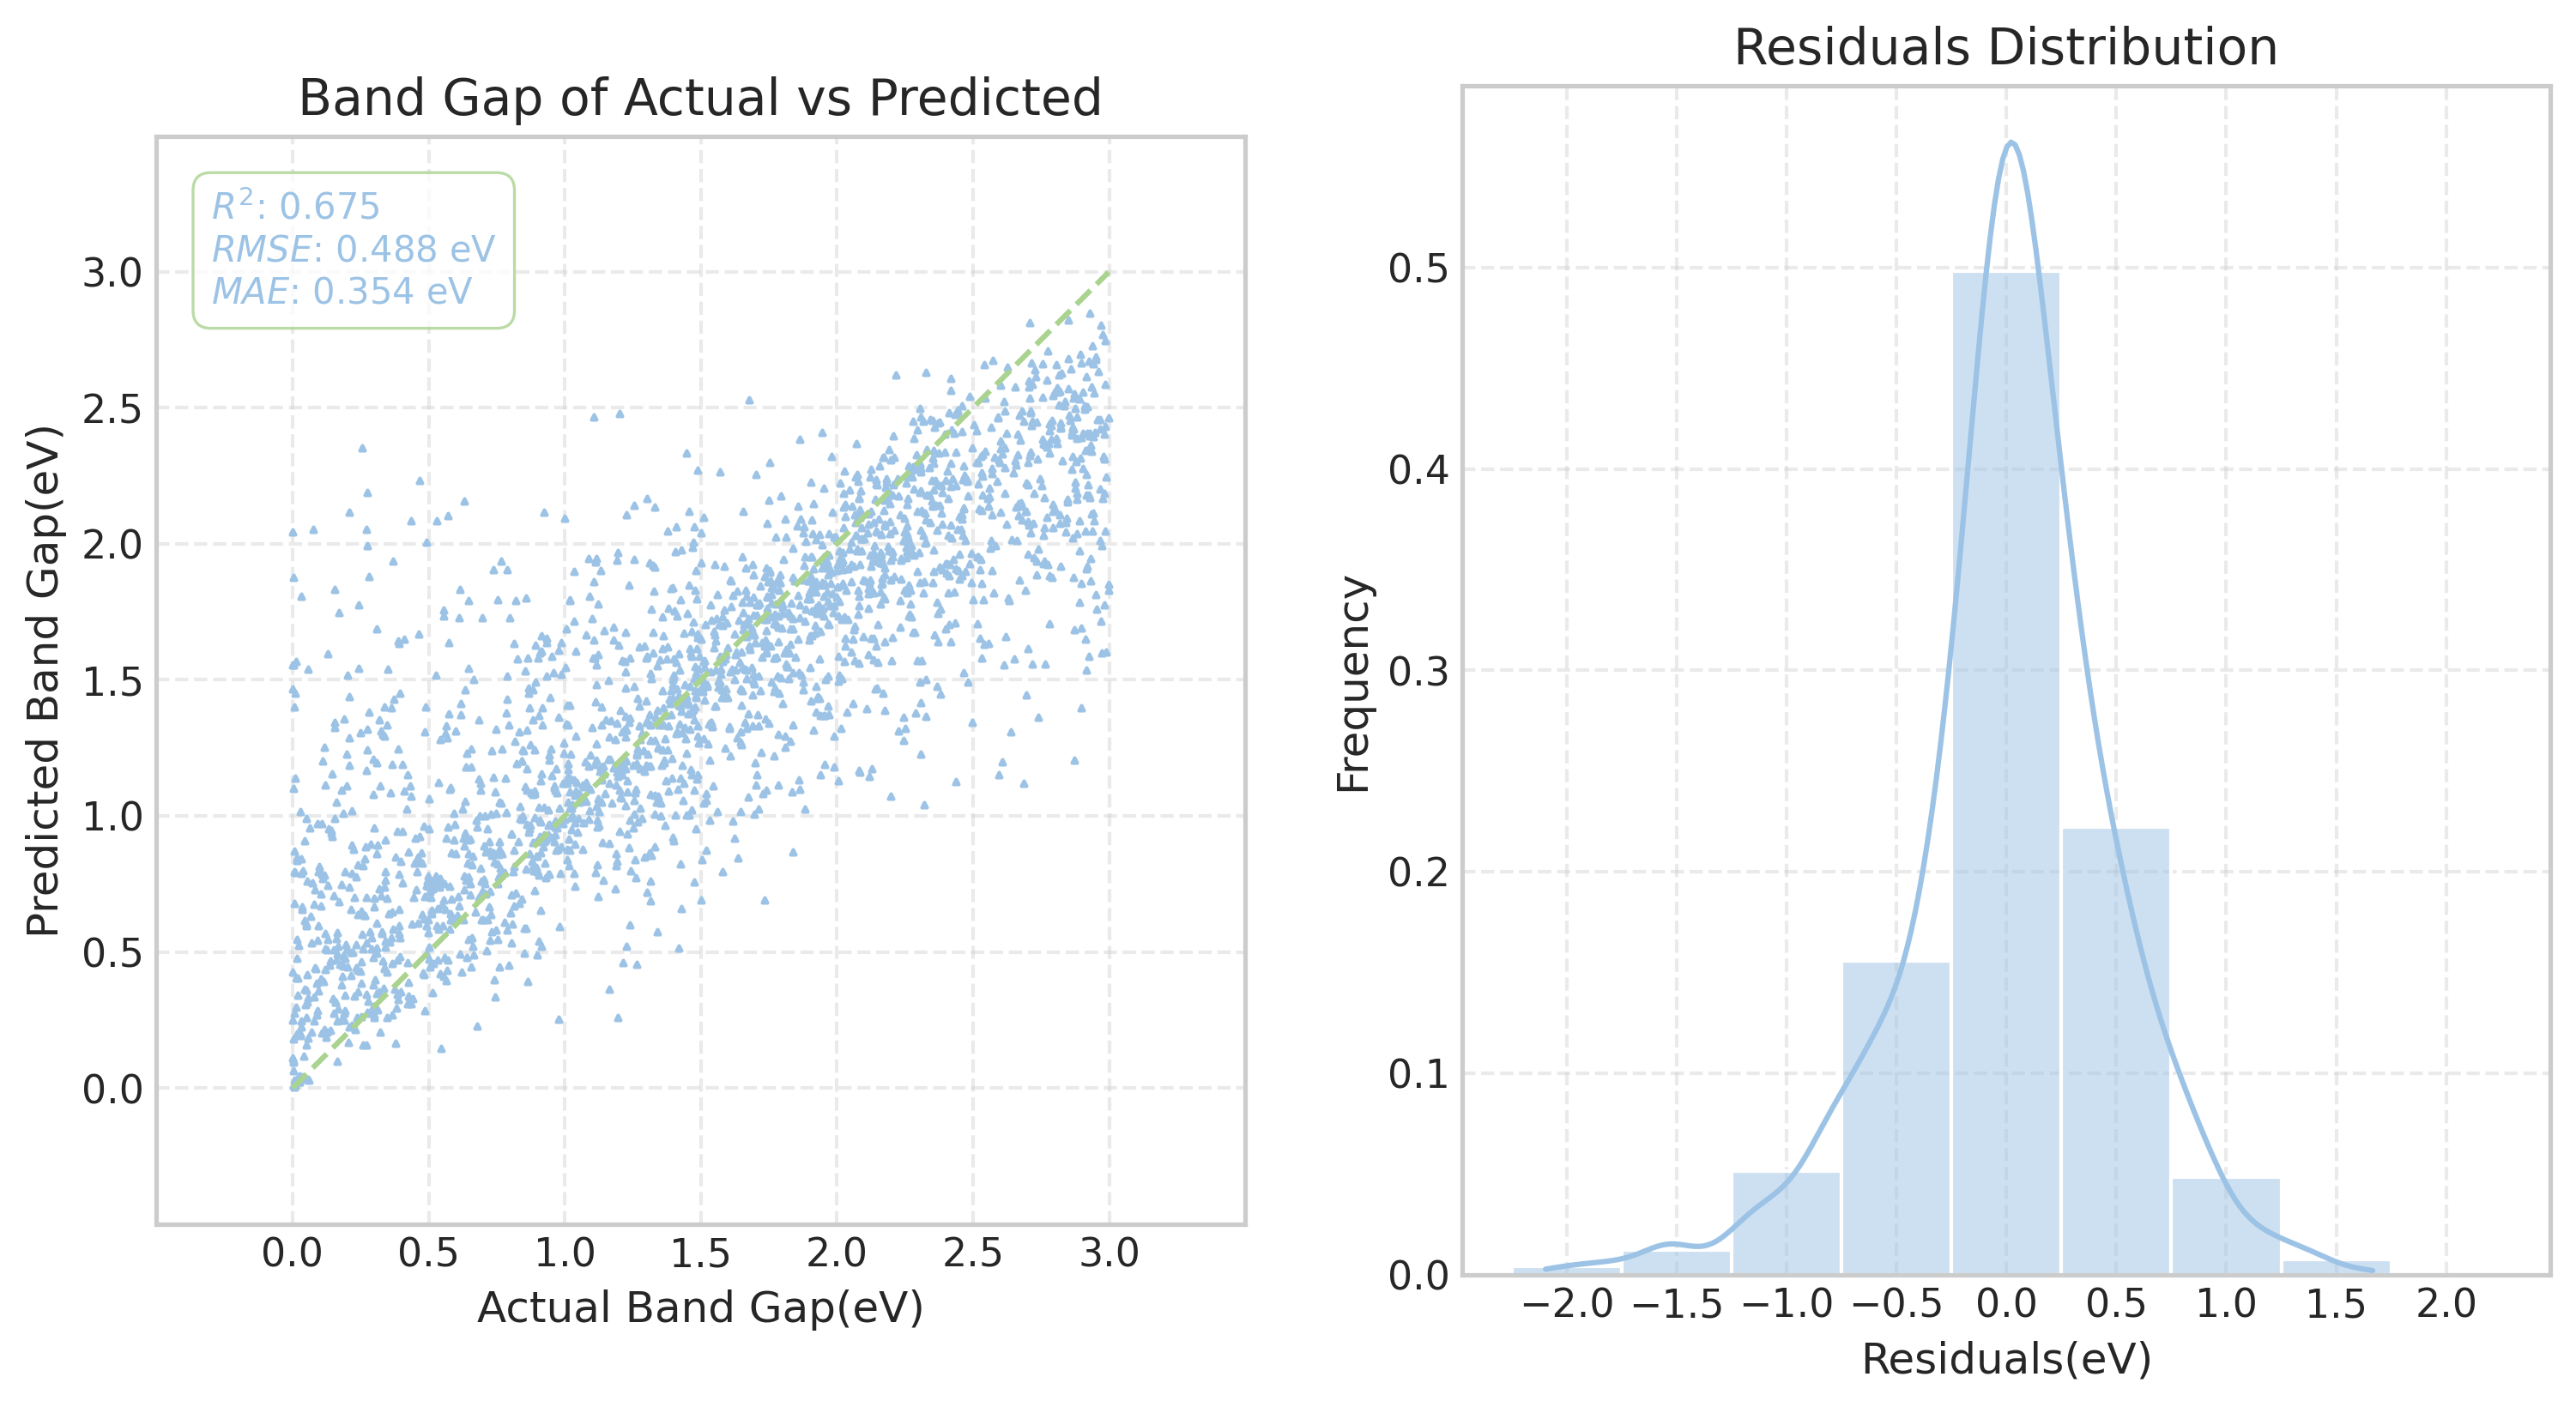 Band Gap of Actual vs Predicted
R²: 0.675
RMSE: 0.488 eV
MAE: 0.354 eV
Predicted Band Gap(eV)
3.0
2.5
2.0
1.5
1.0
0.5
0.0
0.0 0.5 1.0 1.5 2.0 2.5 3.0
Actual Band Gap(eV)
Residuals Distribution
Frequency
0.5
0.4
0.3
0.2
0.1
0.0
−2.0 −1.5 −1.0 −0.5 0.0 0.5 1.0 1.5 2.0
Residuals(eV)